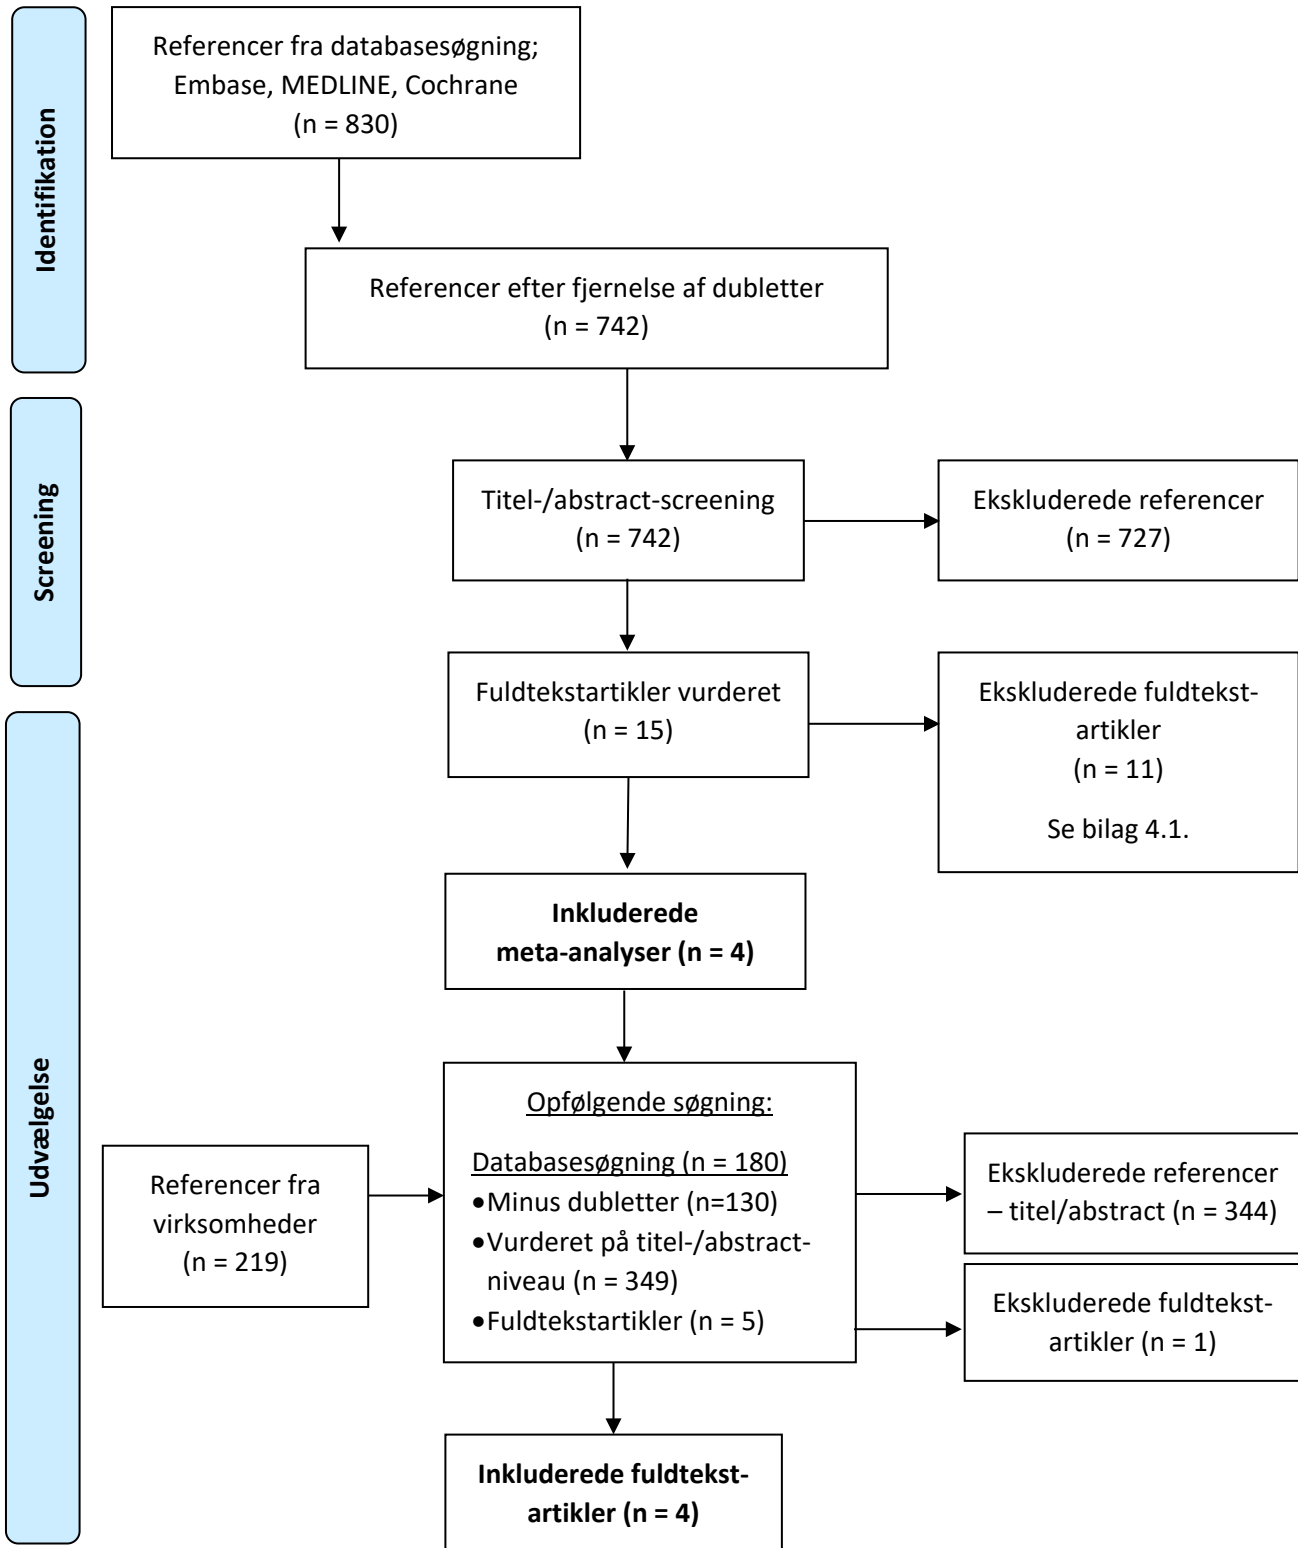 Identifikation
Referencer fra databasesøgning;
Embase, MEDLINE, Cochrane
(n = 830)
Referencer efter fjernelse af dubletter
(n = 742)
Screening
Titel-/abstract-screening
(n = 742)
Ekskluderede referencer
(n = 727)
Fuldtekstartikler vurderet
(n = 15)
Ekskluderede fuldtekst-
artikler
(n = 11)
Se bilag 4.1.
Udvælgelse
Inkluderede
meta-analyser (n = 4)
Referencer fra
virksomheder
(n = 219)
Opfølgende søgning:
Databasesøgning (n = 180)
•Minus dubletter (n=130)
•Vurderet på titel-/abstract-
niveau (n = 349)
•Fuldtekstartikler (n = 5)
Ekskluderede referencer
– titel/abstract (n = 344)
Ekskluderede fuldtekst-
artikler (n = 1)
Inkluderede fuldtekst-
artikler (n = 4)